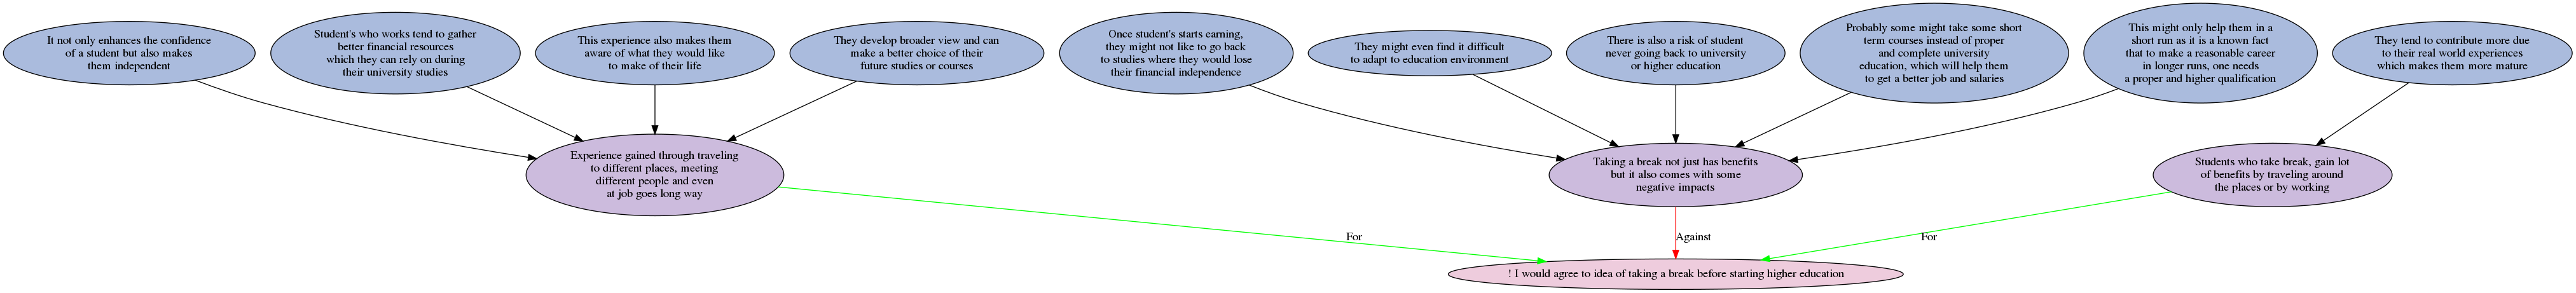 It not only enhances the confidence
of a student but also makes
them independent
Student's who works tend to gather
better financial resources
which they can rely on during
their university studies
This experience also makes them
aware of what they would like
to make of their life
They develop broader view and can
make a better choice of their
future studies or courses
Once student's starts earning,
they might not like to go back
to studies where they would lose
their financial independence
They might even find it difficult
to adapt to education environment
There is also a risk of student
never going back to university
or higher education
Probably some might take some short
term courses instead of proper
and complete university
education, which will help them
to get a better job and salaries
This might only help them in a
short run as it is a known fact
that to make a reasonable career
in longer runs, one needs
a proper and higher qualification
They tend to contribute more due
to their real world experiences
which makes them more mature
Experience gained through traveling
to different places, meeting
different people and even
at job goes long way
Taking a break not just has benefits
but it also comes with some
negative impacts
Students who take break, gain lot
of benefits by traveling around
the places or by working
For
Against
For
! I would agree to idea of taking a break before starting higher education